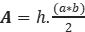 A = h. (a*b)/2